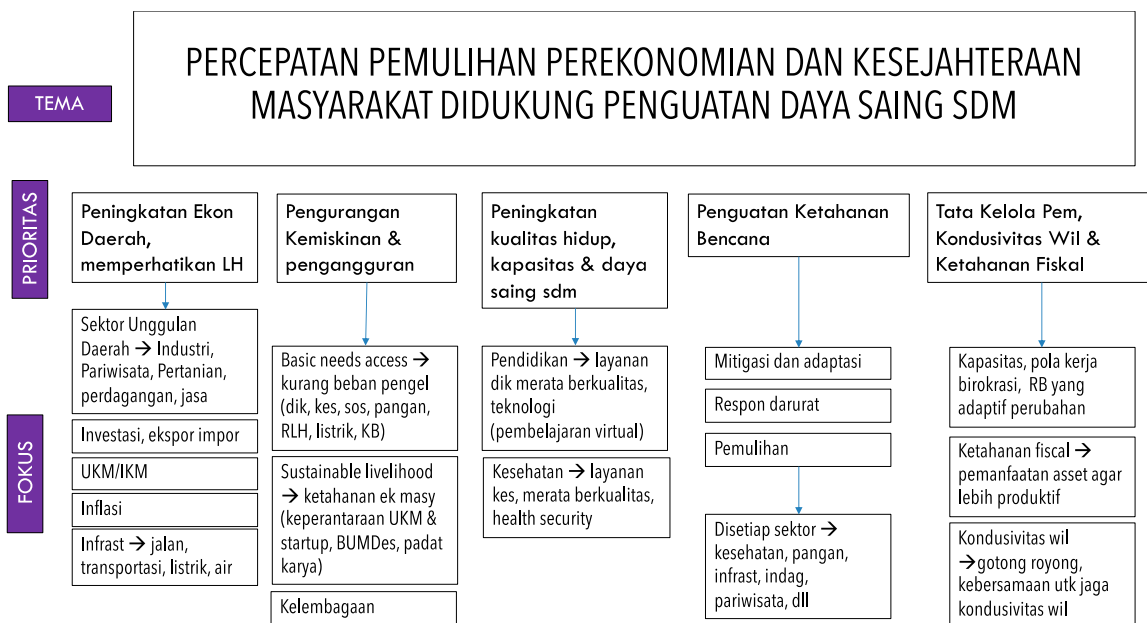 PERCEPATAN PEMULIHAN PEREKONOMIAN DAN KESEJAHTERAAN
MASYARAKAT DIDUKUNG PENGUATAN DAYA SAING SDM
TEMA
PRIORITAS
Peningkatan Ekon
Daerah,
memperhatikan LH
Pengurangan
Kemiskinan &
pengangguran
Peningkatan
kualitas hidup,
kapasitas & daya
saing sdm
Penguatan Ketahanan
Bencana
Tata Kelola Pem,
Kondusivitas Wil &
Ketahanan Fiskal
FOKUS
Sektor Unggulan
Daerah → Industri,
Pariwisata, Pertanian,
perdagangan, jasa
Investasi, ekspor impor
UKM/IKM
Inflasi
Infrast → jalan,
transportasi, listrik, air
Basic needs access →
kurang beban pengel
(dik, kes, sos, pangan,
RLH, listrik, KB)
Sustainable livelihood
→ ketahanan ek masy
(keperantaraan UKM &
startup, BUMDes, padat
karya)
Kelembagaan
Pendidikan → layanan
dik merata berkualitas,
teknologi
(pembelajaran virtual)
Kesehatan → layanan
kes, merata berkualitas,
health security
Mitigasi dan adaptasi
Respon darurat
Pemulihan
Disetiap sektor →
kesehatan, pangan,
infrast, indag,
pariwisata, dll
Kapasitas, pola kerja
birokrasi, RB yang
adaptif perubahan
Ketahanan fiscal →
pemanfaatan asset agar
lebih produktif
Kondusivitas wil
→gotong royong,
kebersamaan utk jaga
kondusivitas wil